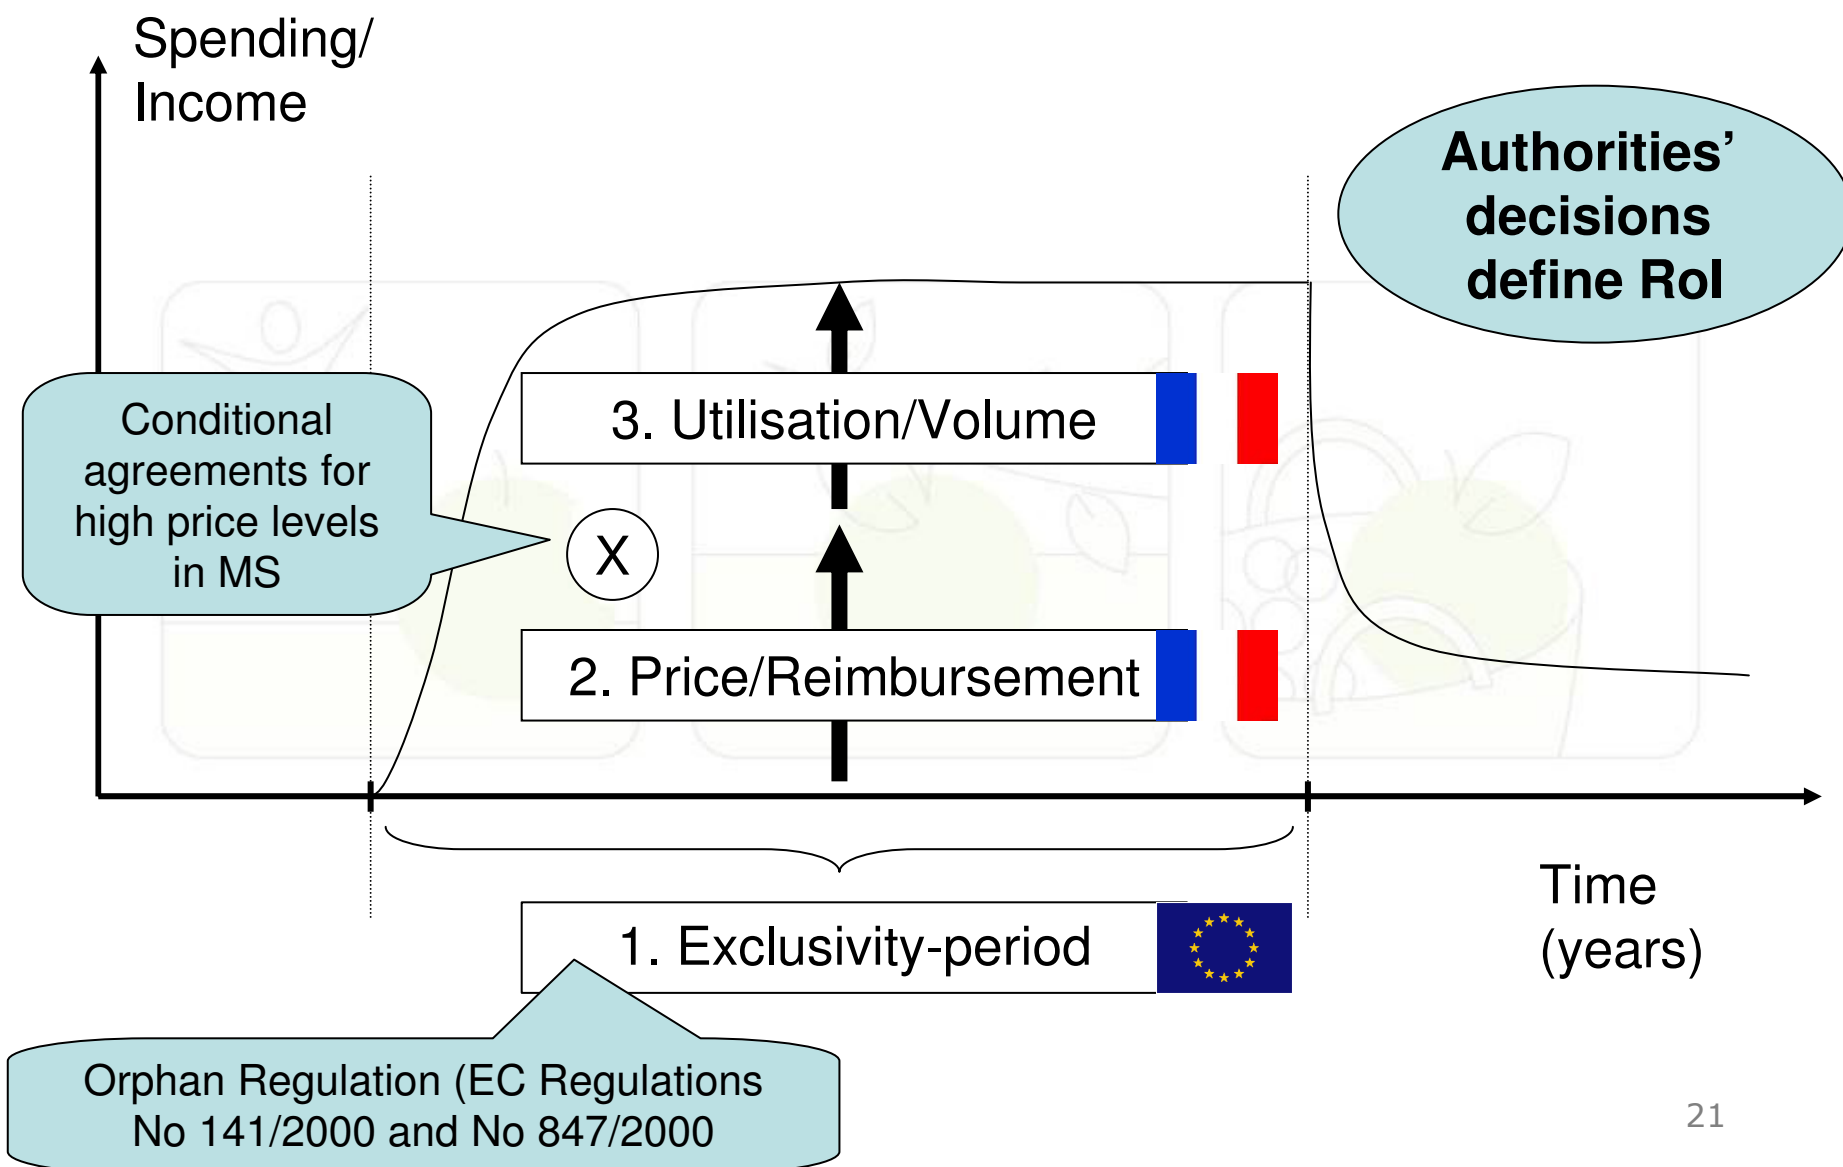 Spending/
Income
Authorities’
decisions
define RoI
Conditional
agreements for
high price levels
in MS
3. Utilisation/Volume
X
2. Price/Reimbursement
Time
(years)
1. Exclusivity-period
Orphan Regulation (EC Regulations
No 141/2000 and No 847/2000
21